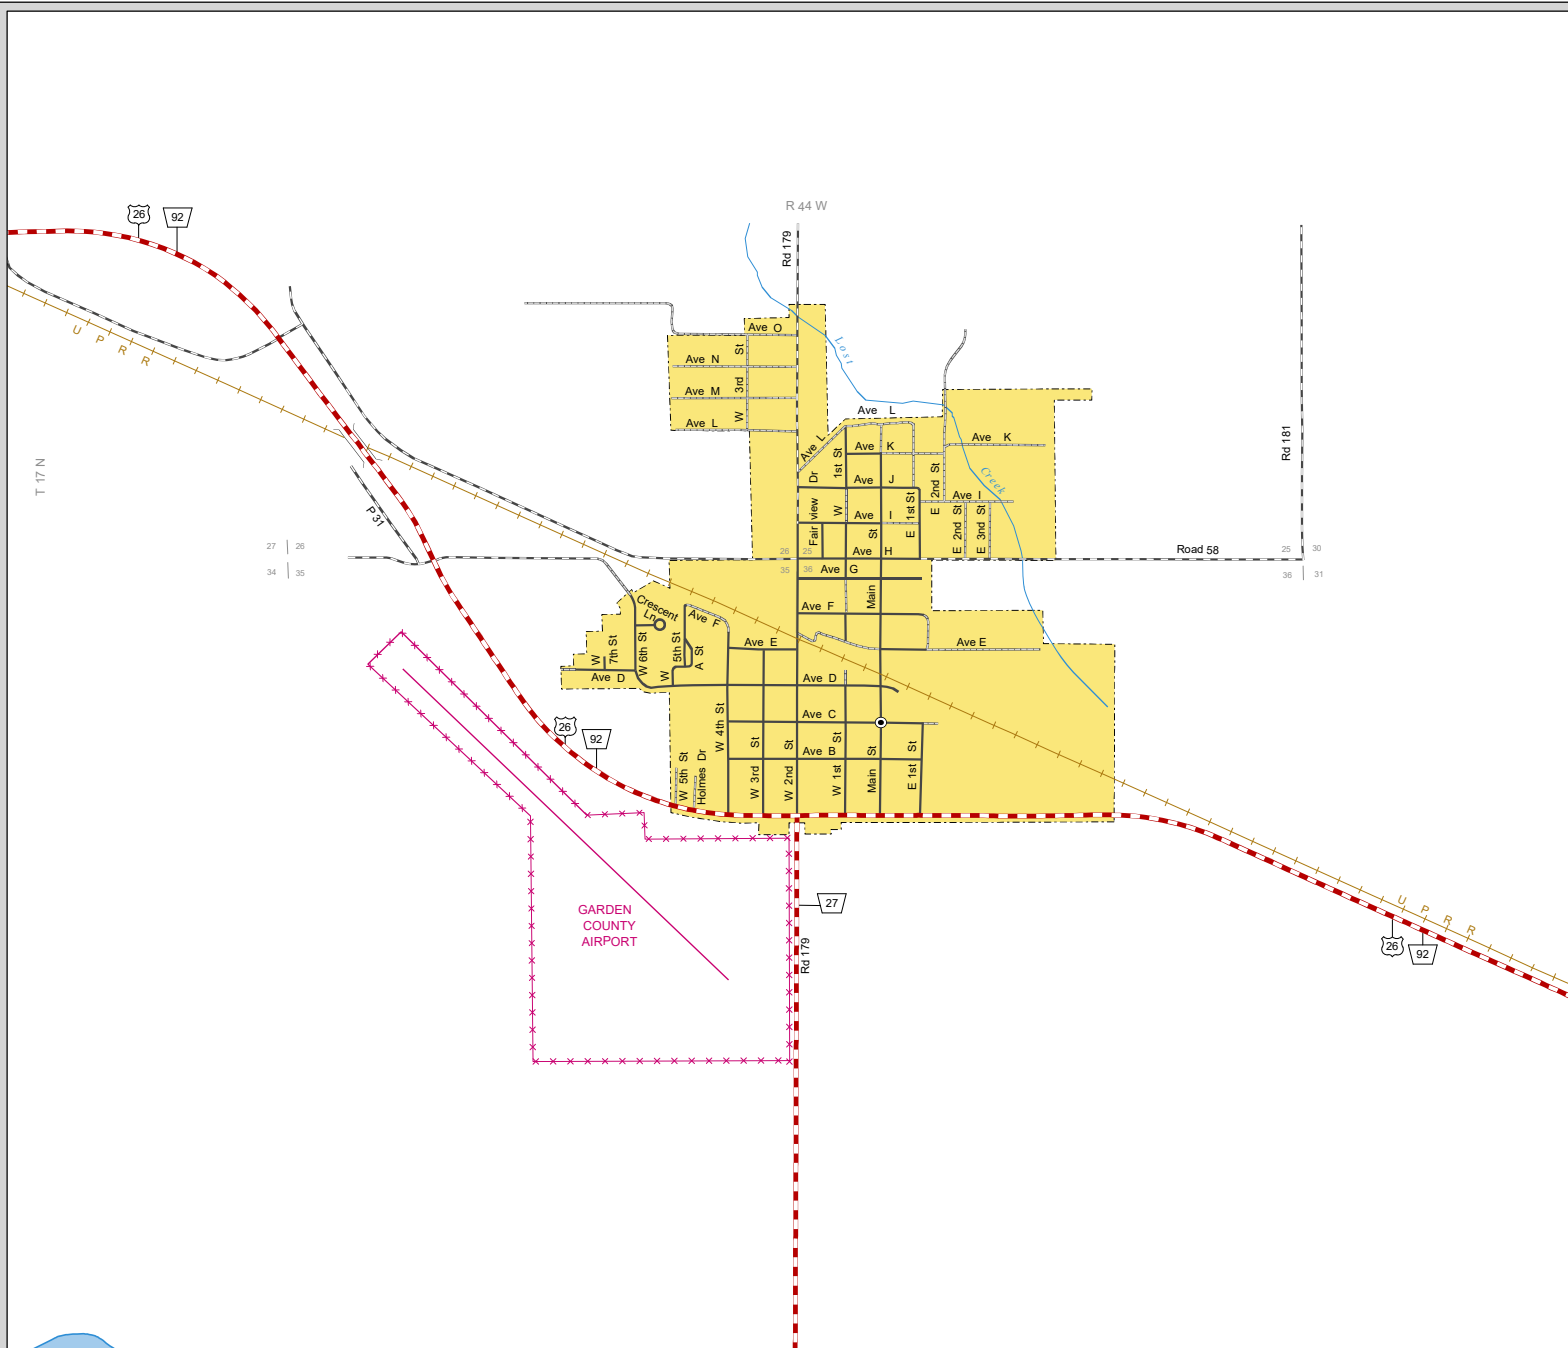 R 44 W
26
92
Rd 179
U P R R
Lost
Ave O
Ave N
W 3rd St
Ave M
Ave L
Ave L
Ave L
Ave K
Ave K
Rd 181
T 17 N
Creek
Fairview Dr
W 1st St
Ave J
E 2nd St
Ave I
E 1st St
Ave I
P 31
E 2nd St
E 3nd St
Main St
Ave H
Road 58
27 26
34 35
26 25
35 36
25 30
36 31
Ave G
Crescent
Ln
Ave F
Ave F
W 7th St
W 6th St
W 5th St
A St
Ave E
Ave E
Ave D
Ave D
Ave C
W 4th St
26
92
Ave B
W 5th St
Holmes Dr
W 3rd St
W 2nd St
W 1st St
Main St
E 1st St
27
GARDEN
COUNTY
AIRPORT
Rd 179
U P R R
26
92